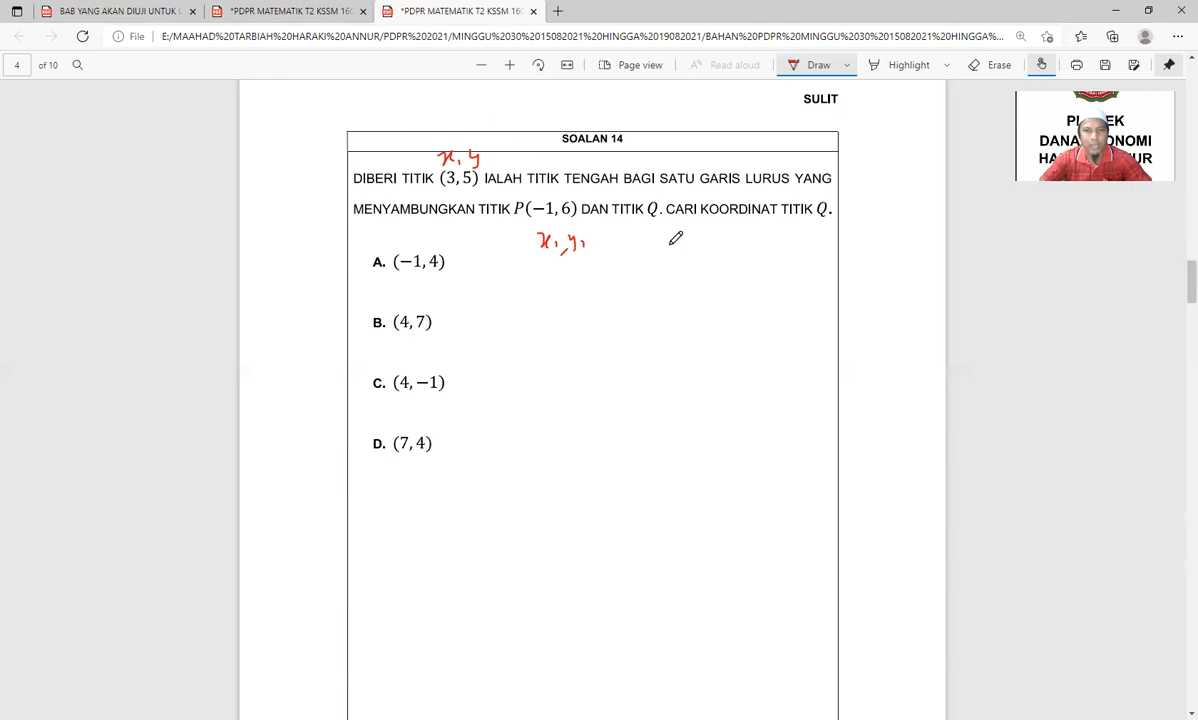 BAB YANG AKAN DIUJI UNTUK U
*PDPR MATEMATIK T2 KSSM 160
*PDPR MATEMATIK T2 KSSM 160
File
E:/MAAHAD%20TARBIAH%20HARAKI%20ANNUR/PDPR%202021/MINGGU%2030%2015082021%20HINGGA%2019082021/BAHAN%20PDPR%20MINGGU%2030%2015082021%20HINGGA%...
4 of 10
Page view
Read aloud
Draw
Highlight
Erase
SULIT
SOALAN 14
x, y
DIBERI TITIK (3, 5) IALAH TITIK TENGAH BAGI SATU GARIS LURUS YANG
MENYAMBUNGKAN TITIK P(−1, 6) DAN TITIK Q. CARI KOORDINAT TITIK Q.
x₁, y₁
A. (−1, 4)
B. (4, 7)
C. (4, −1)
D. (7, 4)